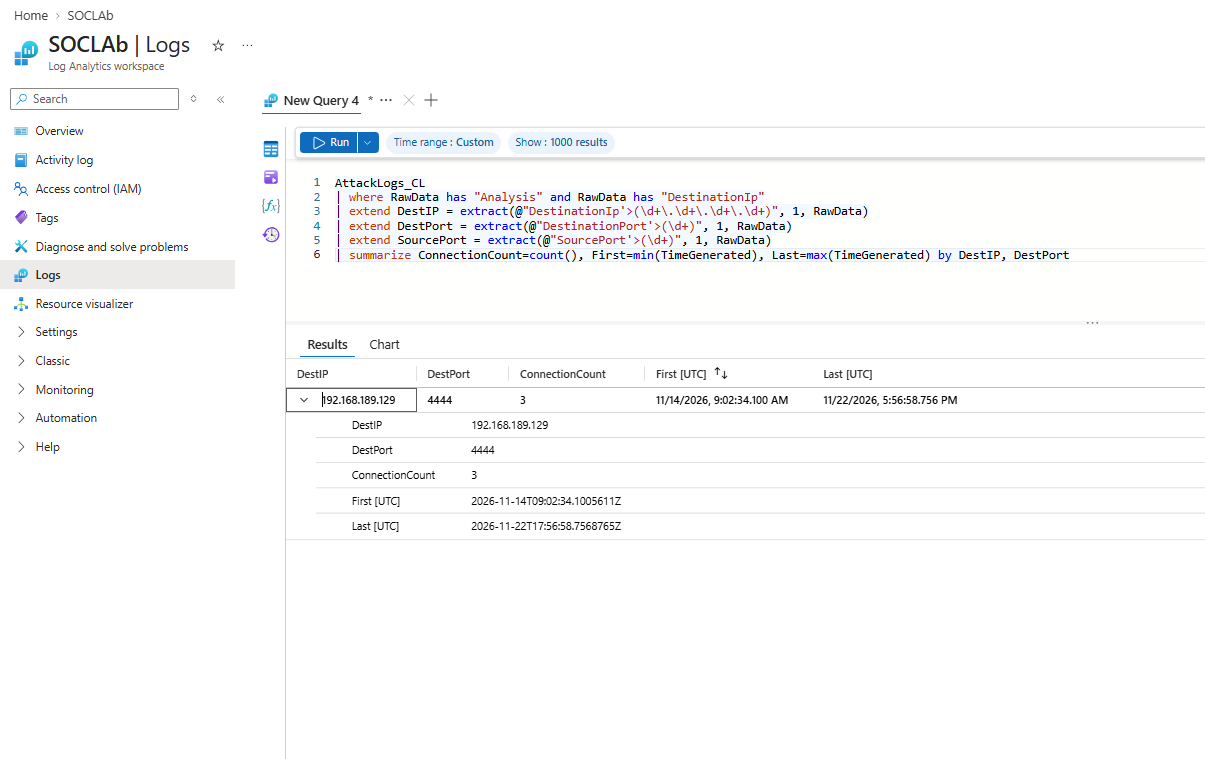 Home > SOCLAb
SOCLAb | Logs ☆ ...
Log Analytics workspace
Search
Overview
Activity log
Access control (IAM)
Tags
Diagnose and solve problems
Logs
Resource visualizer
Settings
Classic
Monitoring
Automation
Help
New Query 4 * ...
Run
Time range : Custom
Show : 1000 results
1 AttackLogs_CL
2 | where RawData has "Analysis" and RawData has "DestinationIp"
3 | extend DestIP = extract(@"DestinationIp'>(\d+\.\d+\.\d+\.\d+)", 1, RawData)
4 | extend DestPort = extract(@"DestinationPort'>(\d+)", 1, RawData)
5 | extend SourcePort = extract(@"SourcePort'>(\d+)", 1, RawData)
6 | summarize ConnectionCount=count(), First=min(TimeGenerated), Last=max(TimeGenerated) by DestIP, DestPort
...
Results Chart
DestIP DestPort ConnectionCount First [UTC] ↑↓ Last [UTC]
192.168.189.129 4444 3 11/14/2026, 9:02:34.100 AM 11/22/2026, 5:56:58.756 PM
DestIP 192.168.189.129
DestPort 4444
ConnectionCount 3
First [UTC] 2026-11-14T09:02:34.1005611Z
Last [UTC] 2026-11-22T17:56:58.7568765Z